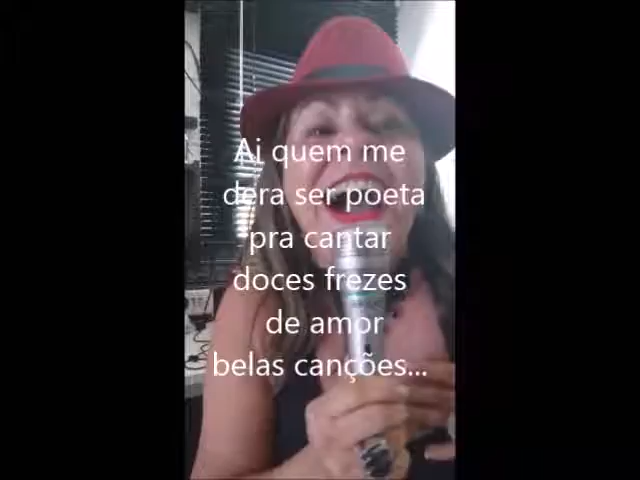 Ai quem me
dera ser poeta
pra cantar
doces frezes
de amor
belas canções...